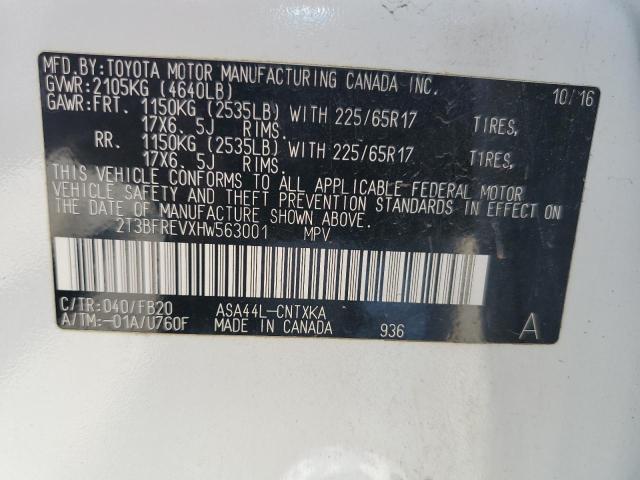 MFD.BY:TOYOTA MOTOR MANUFACTURING CANADA INC.
GVWR:2105KG (4640LB) 10/16
GAWR:FRT. 1150KG (2535LB) WITH 225/65R17 TIRES,
17X6. 5J RIMS.
RR. 1150KG (2535LB) WITH 225/65R17 TIRES,
17X6. 5J RIMS.
THIS VEHICLE CONFORMS TO ALL APPLICABLE FEDERAL MOTOR
VEHICLE SAFETY AND THEFT PREVENTION STANDARDS IN EFFECT ON
THE DATE OF MANUFACTURE SHOWN ABOVE.
2T3BFREVXHW563001 MPV
C/TR:040/FB20 ASA44L-CNTXKA
A/TM:-01A/U760F MADE IN CANADA 936 A